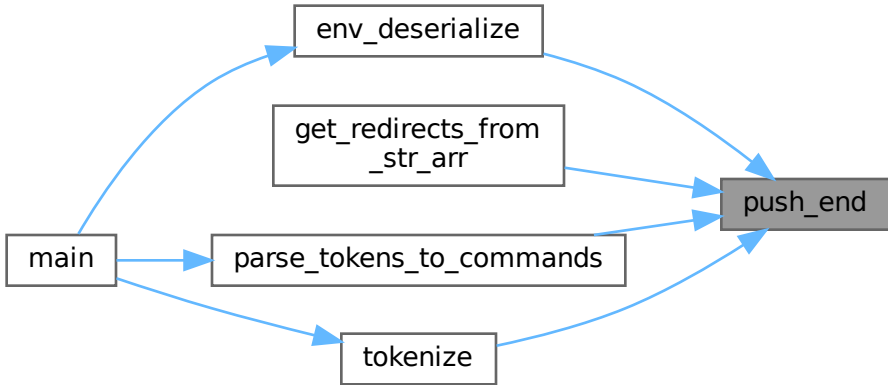 env_deserialize
get_redirects_from
_str_arr
push_end
main
parse_tokens_to_commands
tokenize